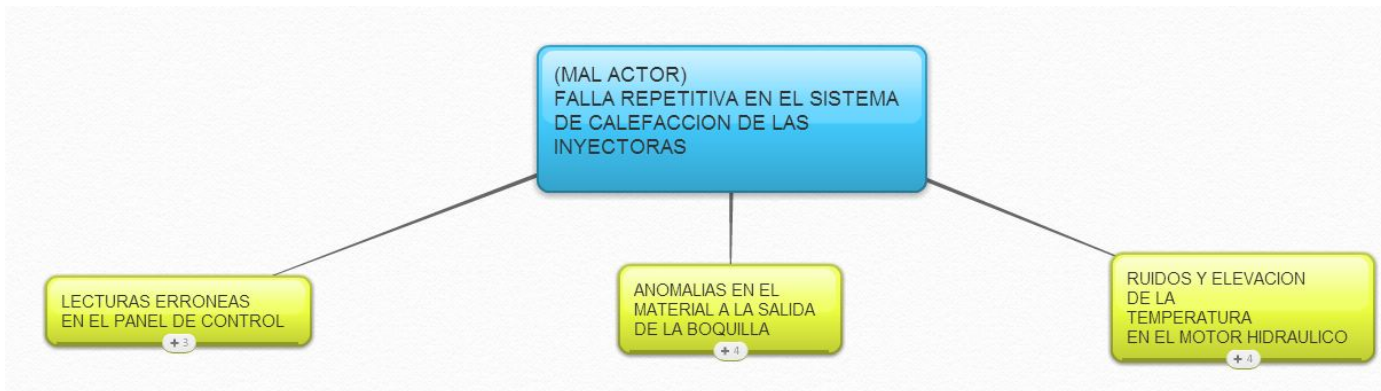 (MAL ACTOR)
FALLA REPETITIVA EN EL SISTEMA
DE CALEFACCION DE LAS
INYECTORAS
LECTURAS ERRONEAS
EN EL PANEL DE CONTROL
+ 3
ANOMALIAS EN EL
MATERIAL A LA SALIDA
DE LA BOQUILLA
+ 4
RUIDOS Y ELEVACION
DE LA
TEMPERATURA
EN EL MOTOR HIDRAULICO
+ 4